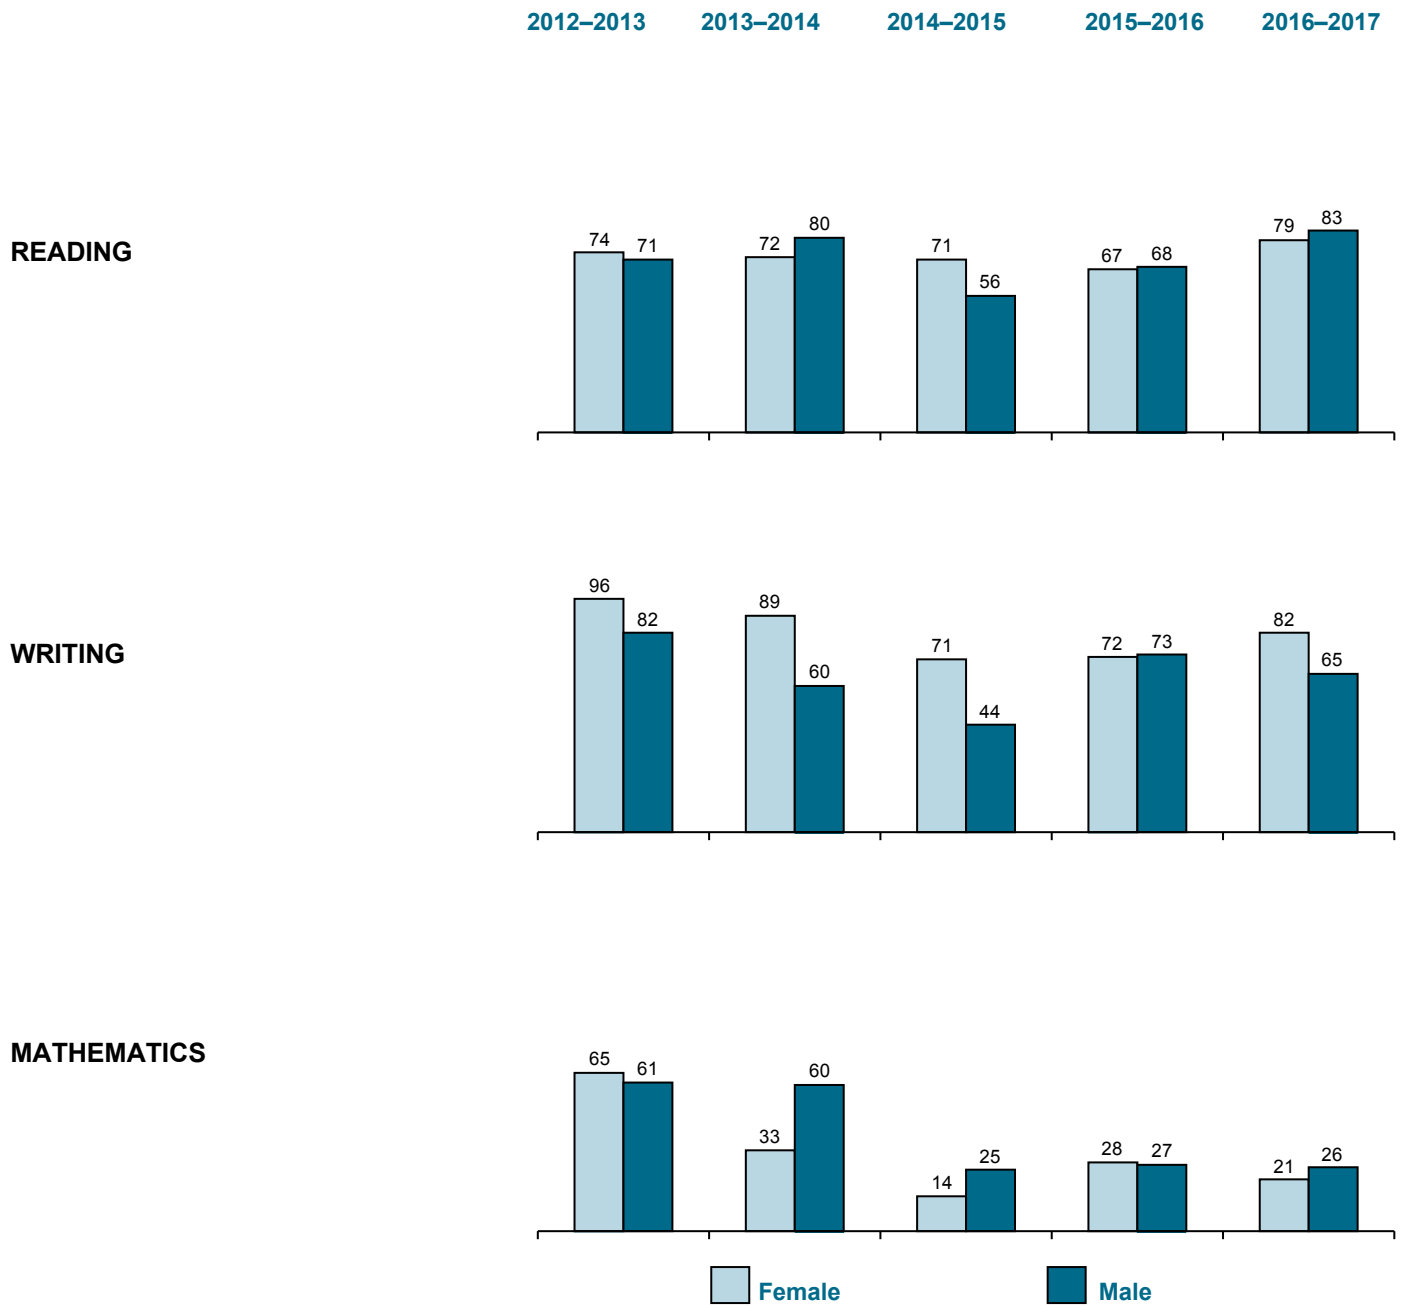 2012–2013 2013–2014 2014–2015 2015–2016 2016–2017
READING
74 71 72 80 71 56 67 68 79 83
WRITING
96 82 89 60 71 44 72 73 82 65
MATHEMATICS
65 61 33 60 14 25 28 27 21 26
Female Male